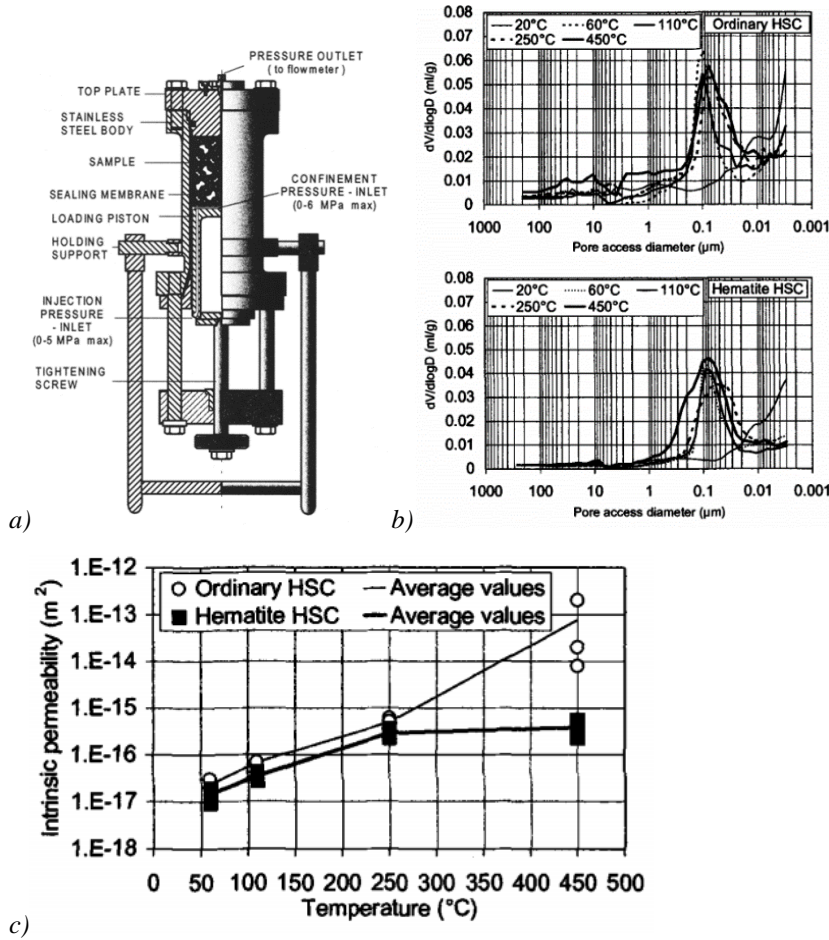 PRESSURE OUTLET
( to flowmeter )
TOP PLATE
STAINLESS
STEEL BODY
SAMPLE
CONFINEMENT
PRESSURE - INLET
(0-6 MPa max)
SEALING MEMBRANE
LOADING PISTON
HOLDING
SUPPORT
INJECTION
PRESSURE
- INLET
(0-5 MPa max)
TIGHTENING
SCREW
a)
0.08
0.07
0.06
0.05
0.04
0.03
0.02
0.01
0
dV/dlogD (ml/g)
20°C 60°C 110°C
250°C 450°C
Ordinary HSC
1000 100 10 1 0.1 0.01 0.001
Pore access diameter (µm)
0.08
0.07
0.06
0.05
0.04
0.03
0.02
0.01
0
dV/dlogD (ml/g)
20°C 60°C 110°C
250°C 450°C
Hematite HSC
1000 100 10 1 0.1 0.01 0.001
Pore access diameter (µm)
b)
1.E-12
1.E-13
1.E-14
1.E-15
1.E-16
1.E-17
1.E-18
Intrinsic permeability (m²)
Ordinary HSC Average values
Hematite HSC Average values
0 50 100 150 200 250 300 350 400 450 500
Temperature (°C)
c)